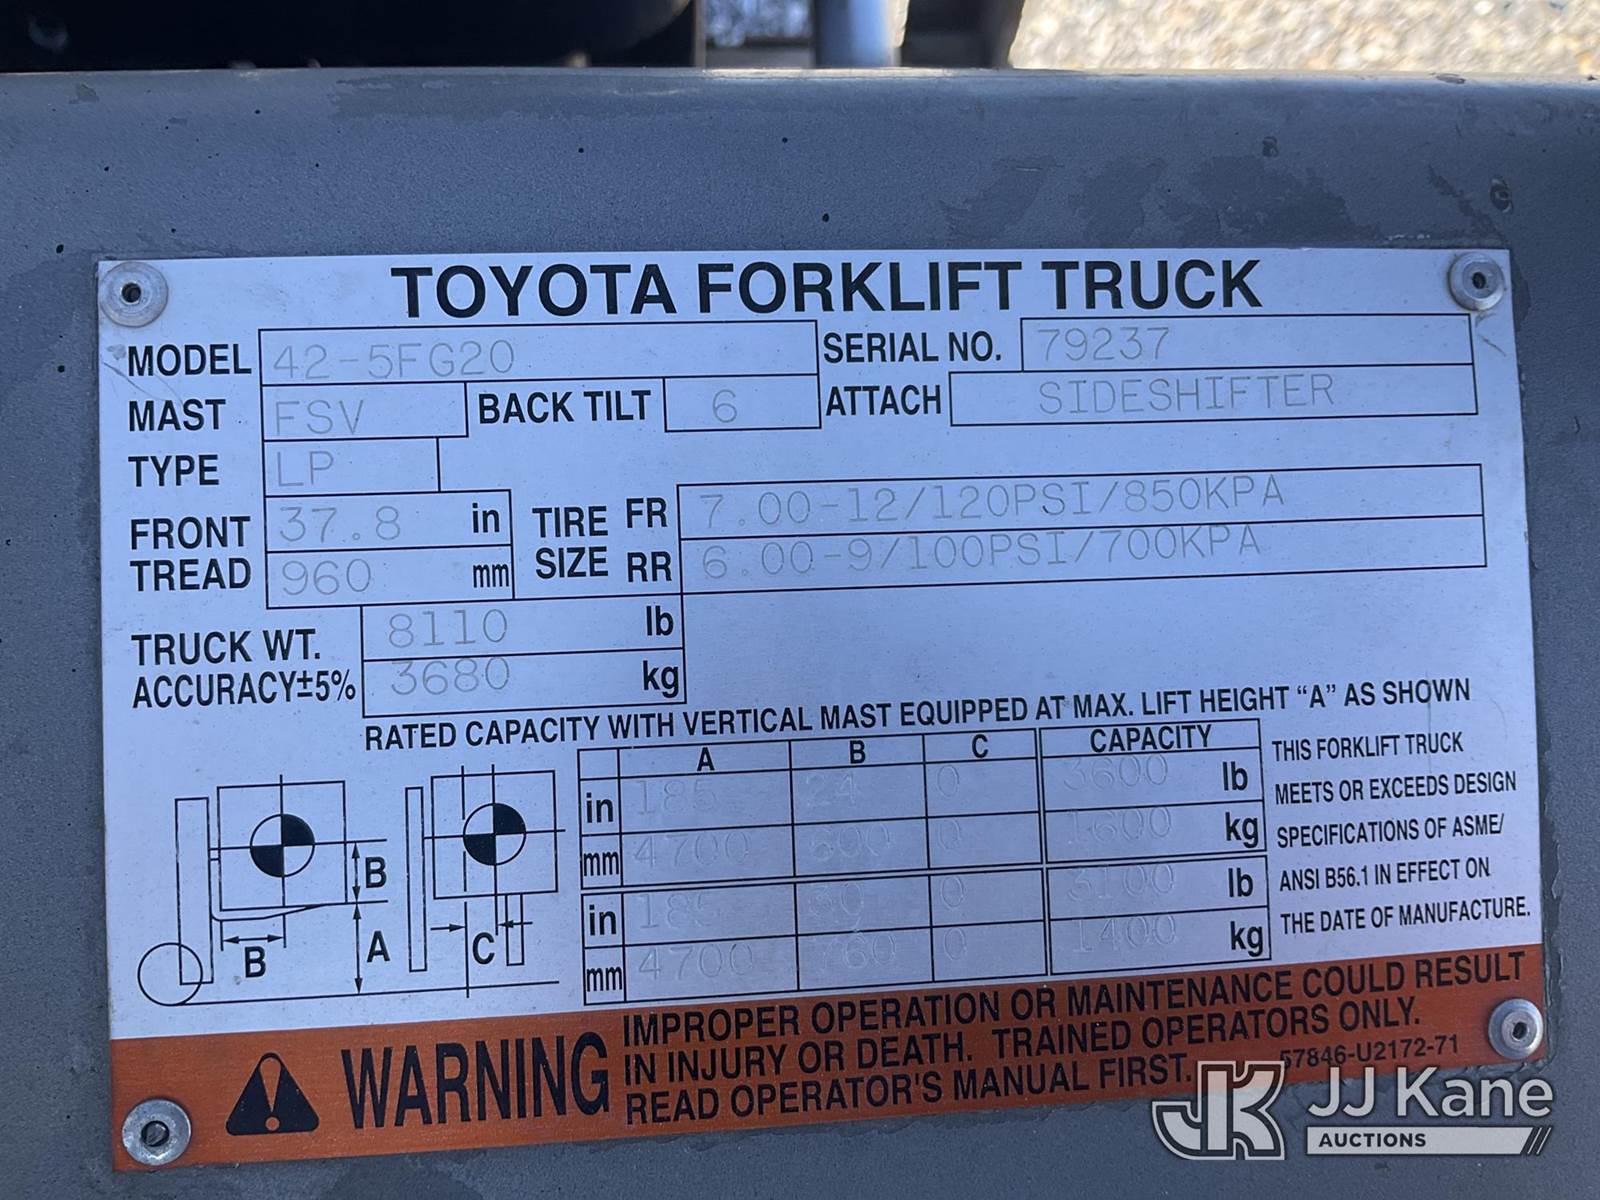 TOYOTA FORKLIFT TRUCK
MODEL 42-5FG20 SERIAL NO. 79237
MAST FSV BACK TILT 6 ATTACH SIDESHIFTER
TYPE LP
FRONT TREAD 37.8 in TIRE SIZE FR 7.00-12/120PSI/850KPA
960 mm RR 6.00-9/100PSI/700KPA
TRUCK WT. 8110 lb
ACCURACY±5% 3680 kg
RATED CAPACITY WITH VERTICAL MAST EQUIPPED AT MAX. LIFT HEIGHT “A” AS SHOWN
A B C CAPACITY
in 185 24 0 3600 lb
mm 4700 600 0 1600 kg
in 185 0 3100 lb
mm 4700 760 0 1400 kg
B A B C
THIS FORKLIFT TRUCK
MEETS OR EXCEEDS DESIGN
SPECIFICATIONS OF ASME/
ANSI B56.1 IN EFFECT ON
THE DATE OF MANUFACTURE.
WARNING
IMPROPER OPERATION OR MAINTENANCE COULD RESULT
IN INJURY OR DEATH. TRAINED OPERATORS ONLY.
READ OPERATOR'S MANUAL FIRST.
57846-U2172-71
JK JJ Kane
AUCTIONS